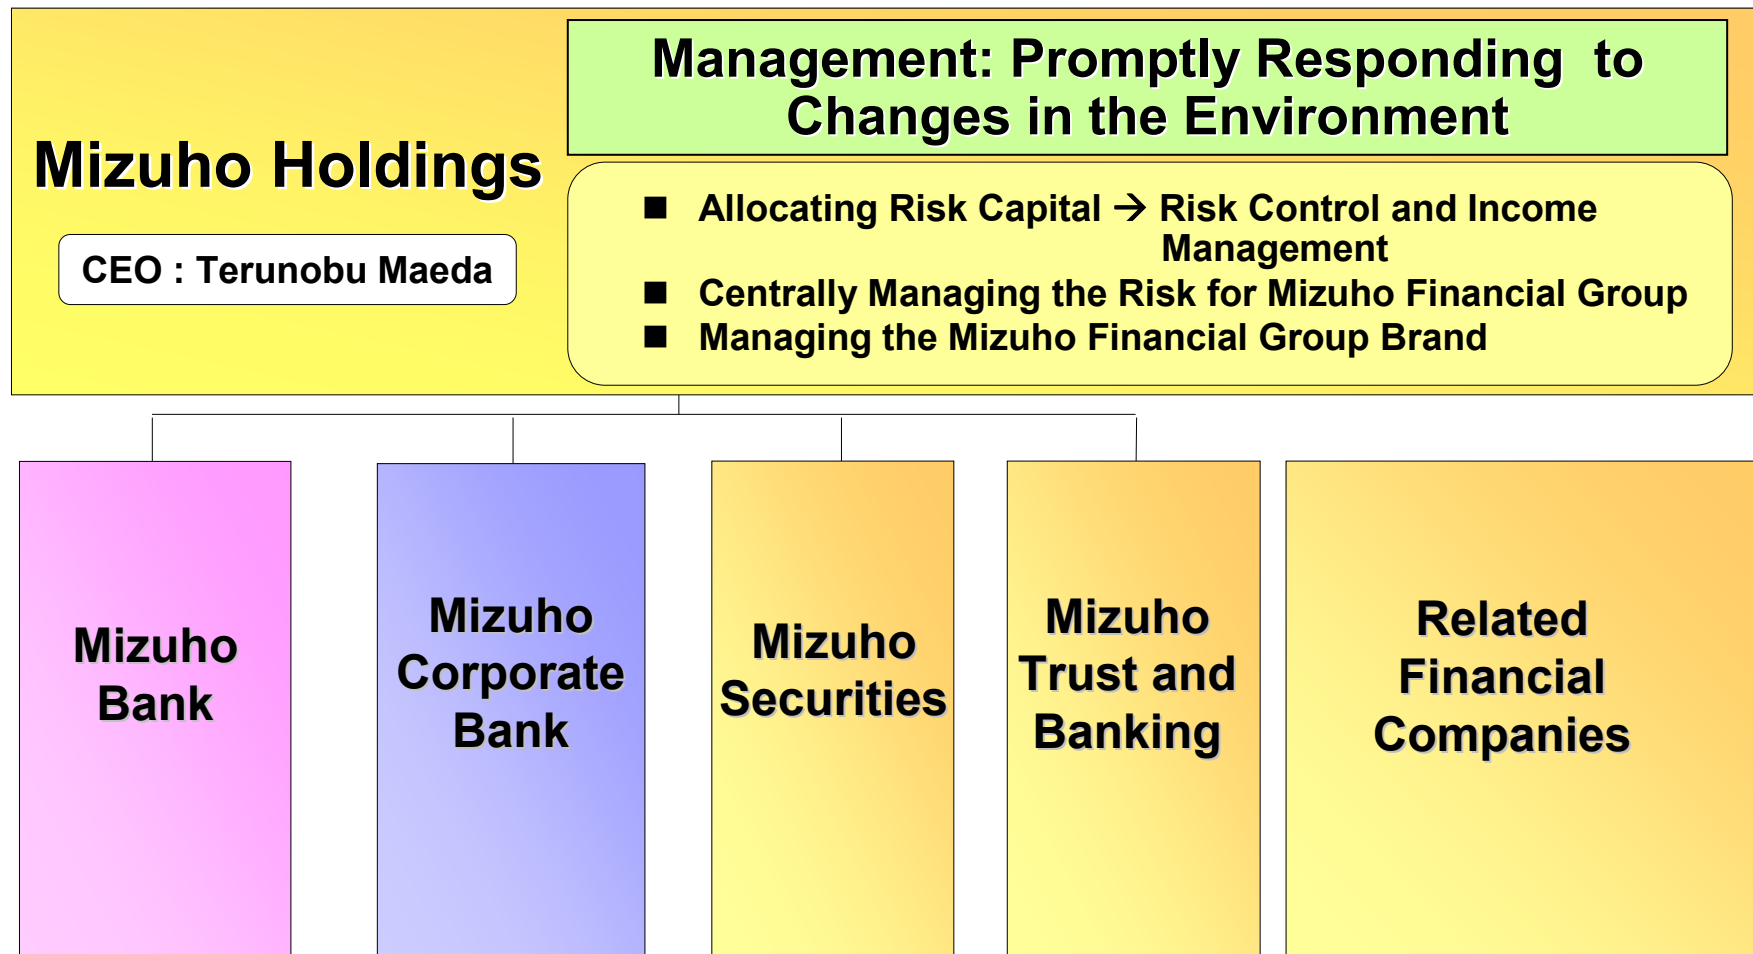 Mizuho Holdings
CEO : Terunobu Maeda
Management: Promptly Responding to
Changes in the Environment
■ Allocating Risk Capital → Risk Control and Income
Management
■ Centrally Managing the Risk for Mizuho Financial Group
■ Managing the Mizuho Financial Group Brand
Mizuho
Bank
Mizuho
Corporate
Bank
Mizuho
Securities
Mizuho
Trust and
Banking
Related
Financial
Companies